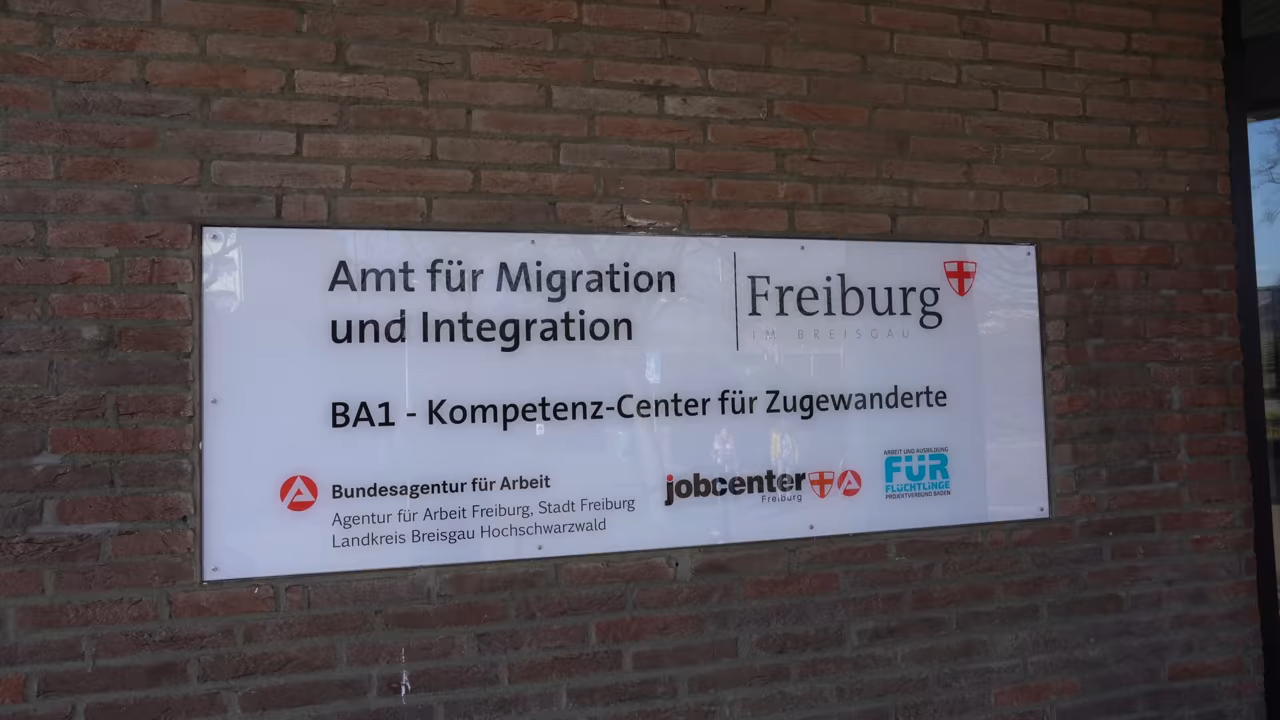 Amt für Migration
und Integration
Freiburg
IM BREISGAU
BA1 - Kompetenz-Center für Zugewanderte
Bundesagentur für Arbeit
Agentur für Arbeit Freiburg, Stadt Freiburg
Landkreis Breisgau Hochschwarzwald
jobcenter
Freiburg
ARBEIT UND AUSBILDUNG
FÜR
FLÜCHTLINGE
PROJEKTVERBUND BADEN